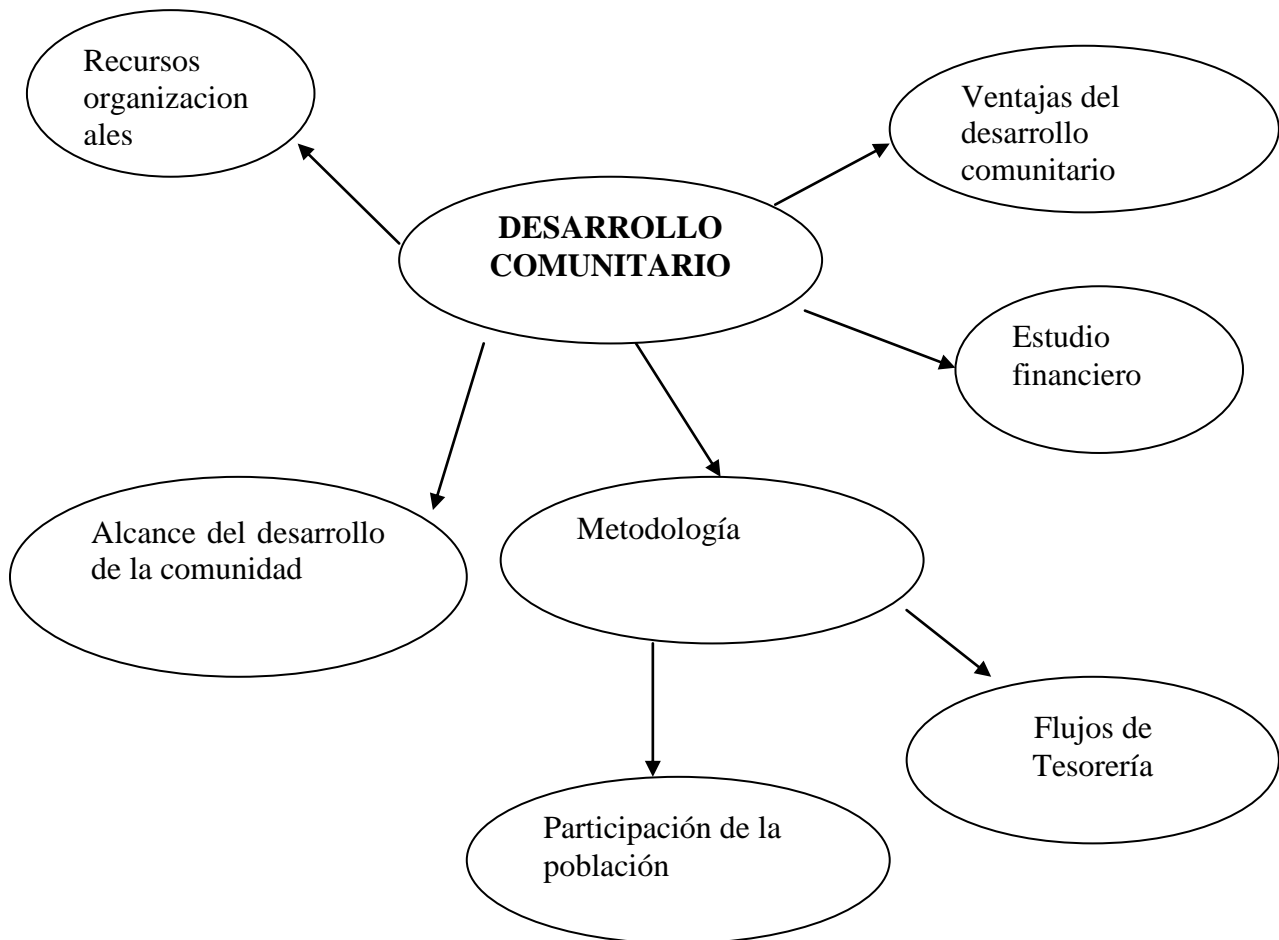 Recursos
organizacion
ales
Ventajas del
desarrollo
comunitario
DESARROLLO
COMUNITARIO
Estudio
financiero
Alcance del desarrollo
de la comunidad
Metodología
Flujos de
Tesorería
Participación de la
población